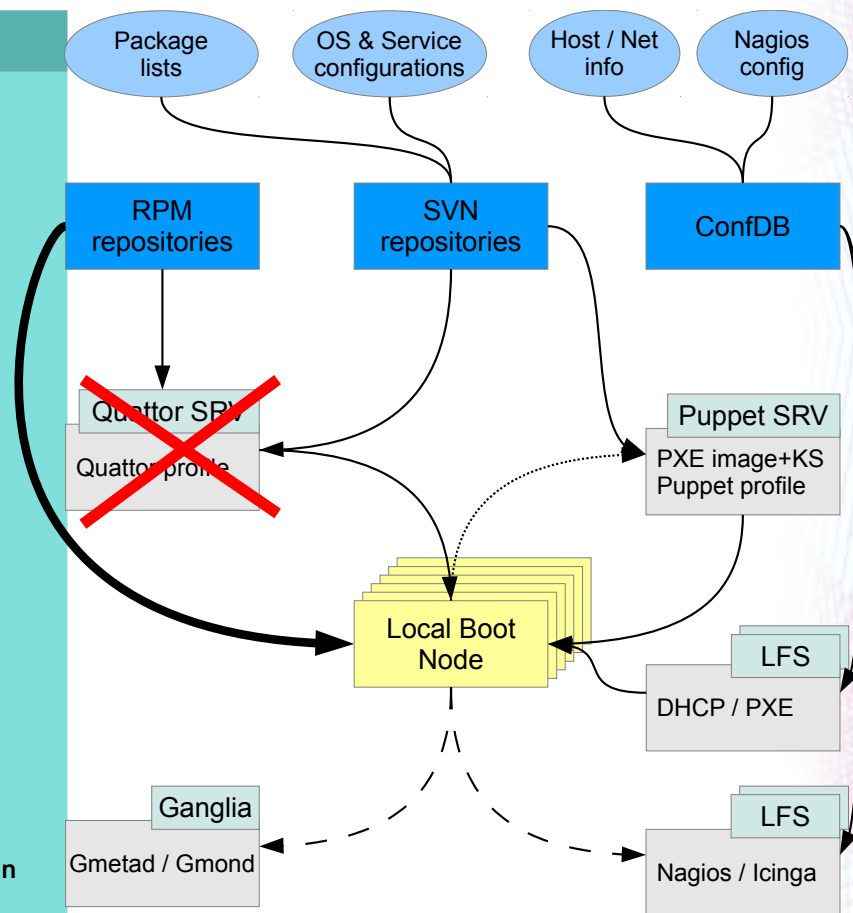 Package
lists
OS & Service
configurations
Host / Net
info
Nagios
config
RPM
repositories
SVN
repositories
ConfDB
Quattor SRV
Quattor profile
Puppet SRV
PXE image+KS
Puppet profile
Local Boot
Node
LFS
DHCP / PXE
Ganglia
Gmetad / Gmond
LFS
Nagios / Icinga
n